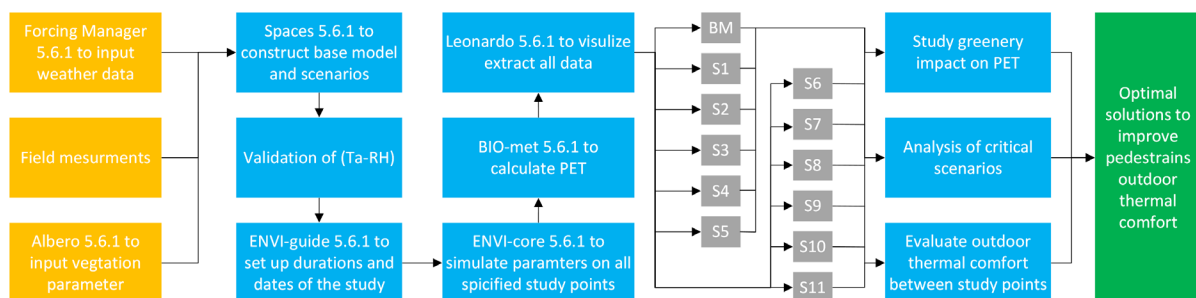 Forcing Manager
5.6.1 to input
weather data
Field mesurments
Albero 5.6.1 to
input vegtation
parameter
Spaces 5.6.1 to
construct base model
and scenarios
Validation of (Ta-RH)
ENVI-guide 5.6.1 to
set up durations and
dates of the study
Leonardo 5.6.1 to visulize
extract all data
BIO-met 5.6.1 to
calculate PET
ENVI-core 5.6.1 to
simulate paramters on all
spicified study points
BM
S1
S2
S3
S4
S5
S6
S7
S8
S9
S10
S11
Study greenery
impact on PET
Analysis of critical
scenarios
Evaluate outdoor
thermal comfort
between study points
Optimal
solutions to
improve
pedestrains
outdoor
thermal
comfort